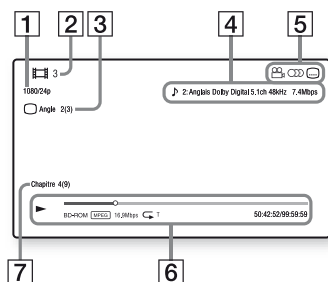 1 2 3 4 5
3
1080/24p
♪ 2: Anglais Dolby Digital 5.1ch 48kHz 7.4Mbps
Angle 2(3)
Chapitre 4(9)
BD-ROM MPEG 16,9Mbps T 50:42:52/99:59:59
7 6